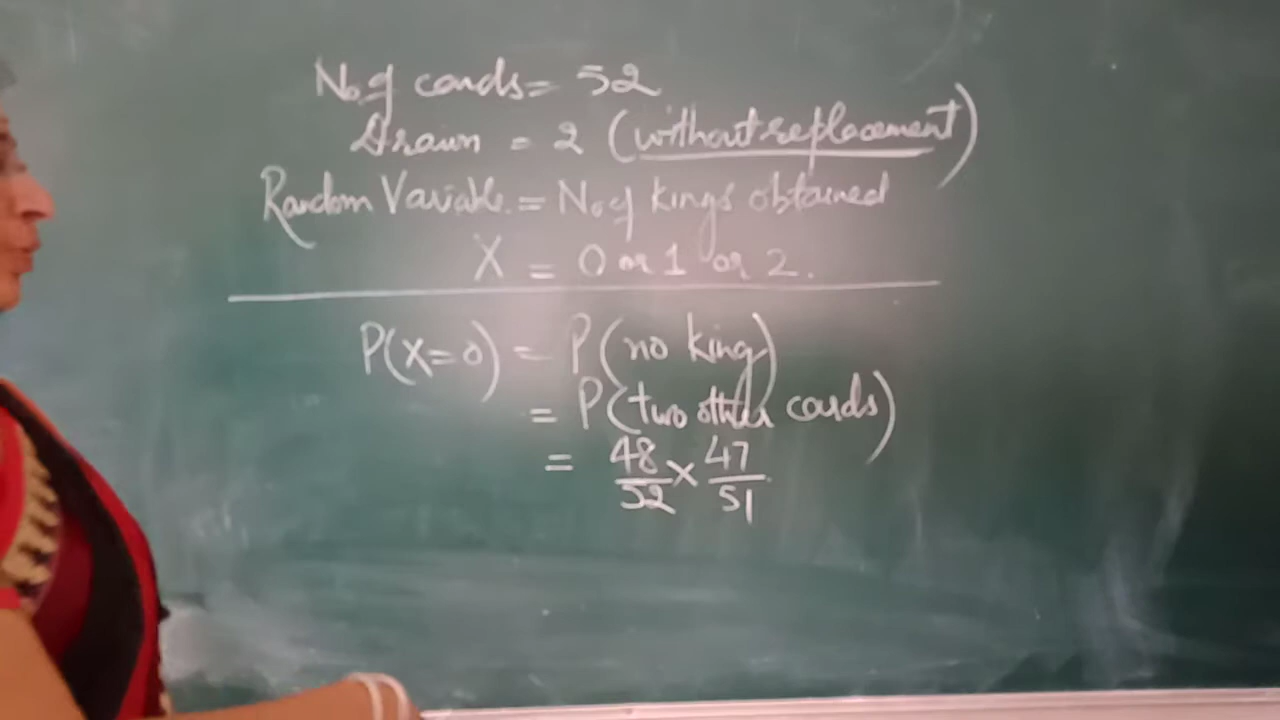 No. of cards = 52
Drawn = 2 (without replacement)
Random Variable. = No. of kings obtained
X = 0 or 1 or 2.
P(X=0) = P(no king)
= P(two other cards)
= 48/52 × 47/51